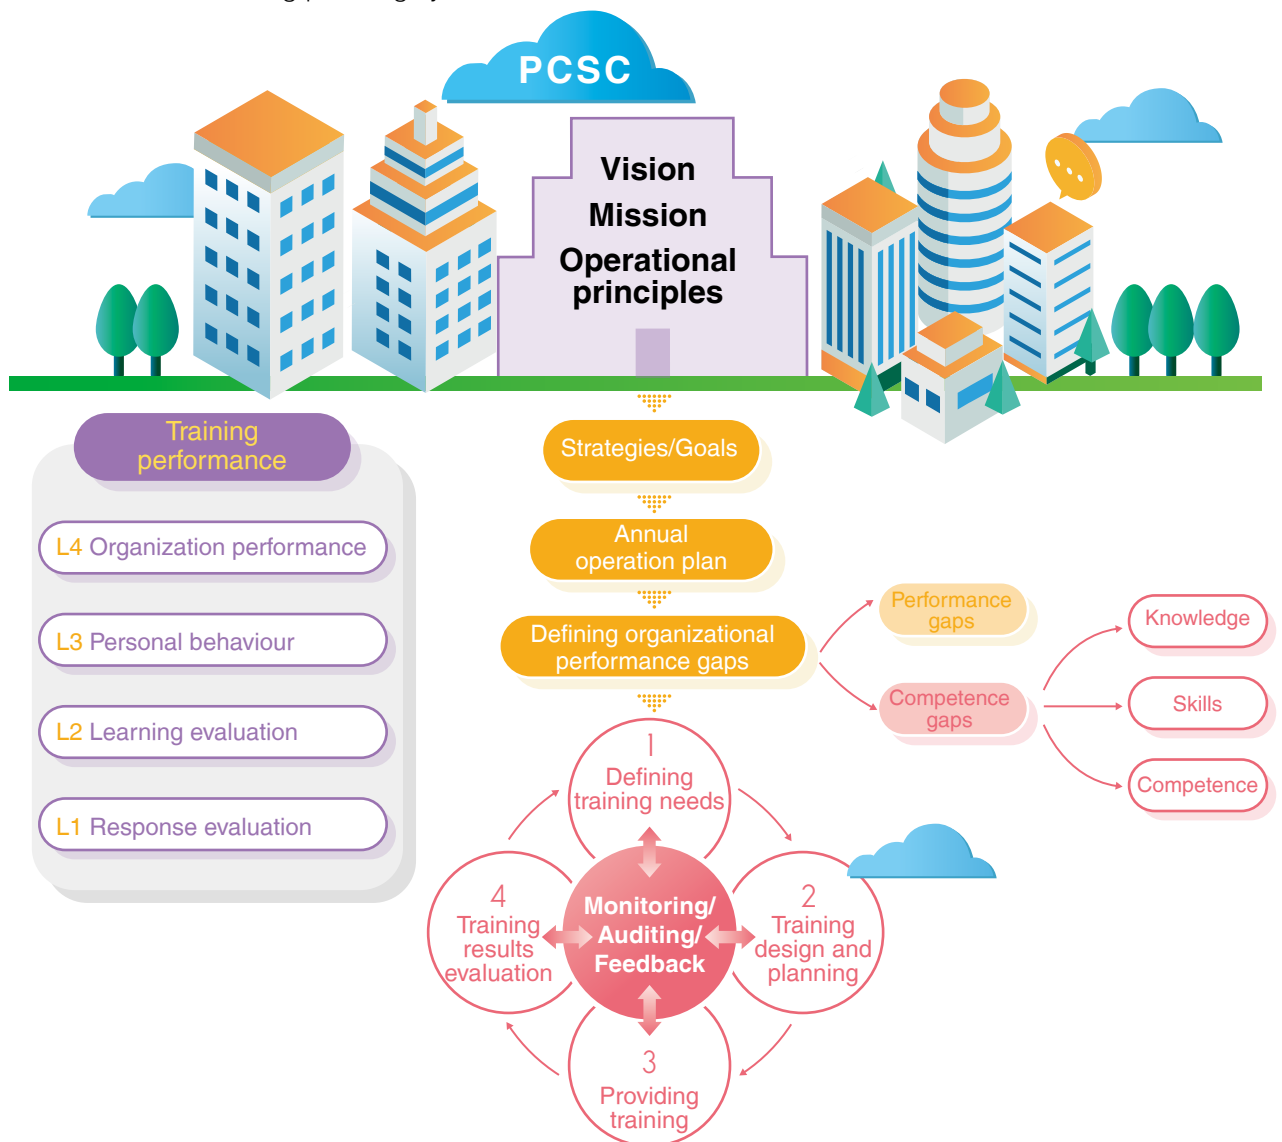 PCSC
Vision
Mission
Operational
principles
Training
performance
L4 Organization performance
L3 Personal behaviour
L2 Learning evaluation
L1 Response evaluation
Strategies/Goals
Annual
operation plan
Defining organizational
performance gaps
Performance
gaps
Competence
gaps
Knowledge
Skills
Competence
1
Defining
training needs
2
Training
design and
planning
3
Providing
training
4
Training
results
evaluation
Monitoring/
Auditing/
Feedback